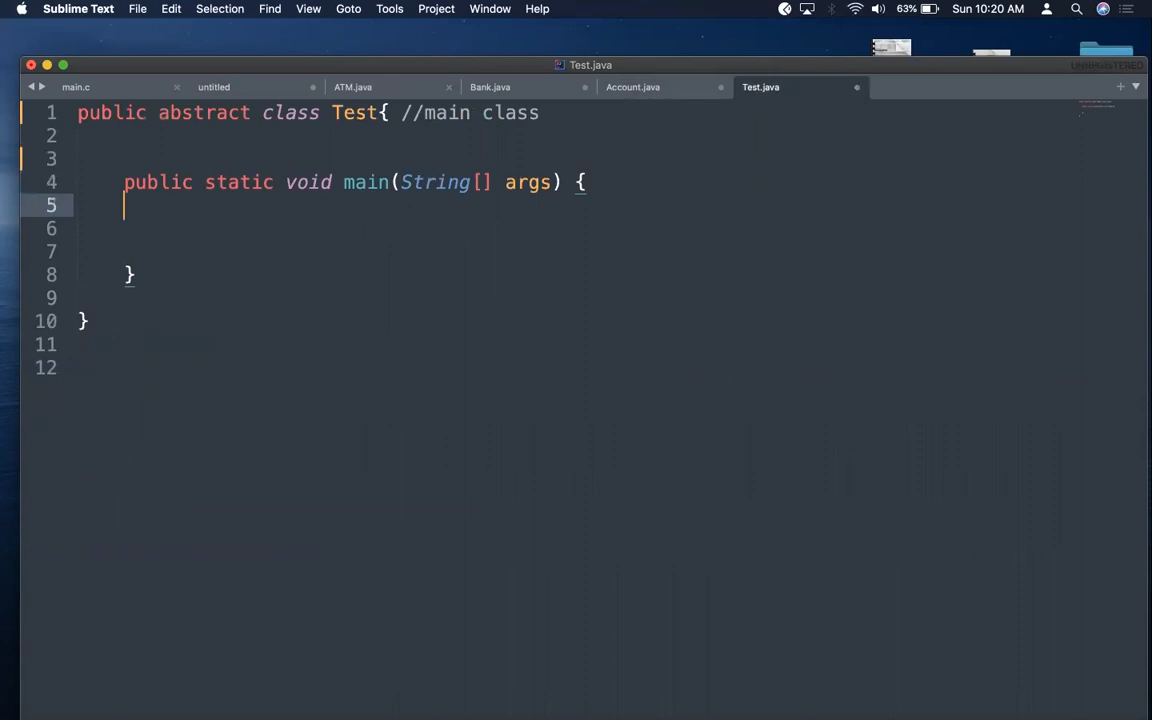 Sublime Text File Edit Selection Find View Goto Tools Project Window Help 63% Sun 10:20 AM
Test.java
UNREGISTERED
main.c untitled ATM.java Bank.java Account.java Test.java
1 public abstract class Test{ //main class
2
3
4 public static void main(String[] args) {
5
6
7
8 }
9
10 }
11
12